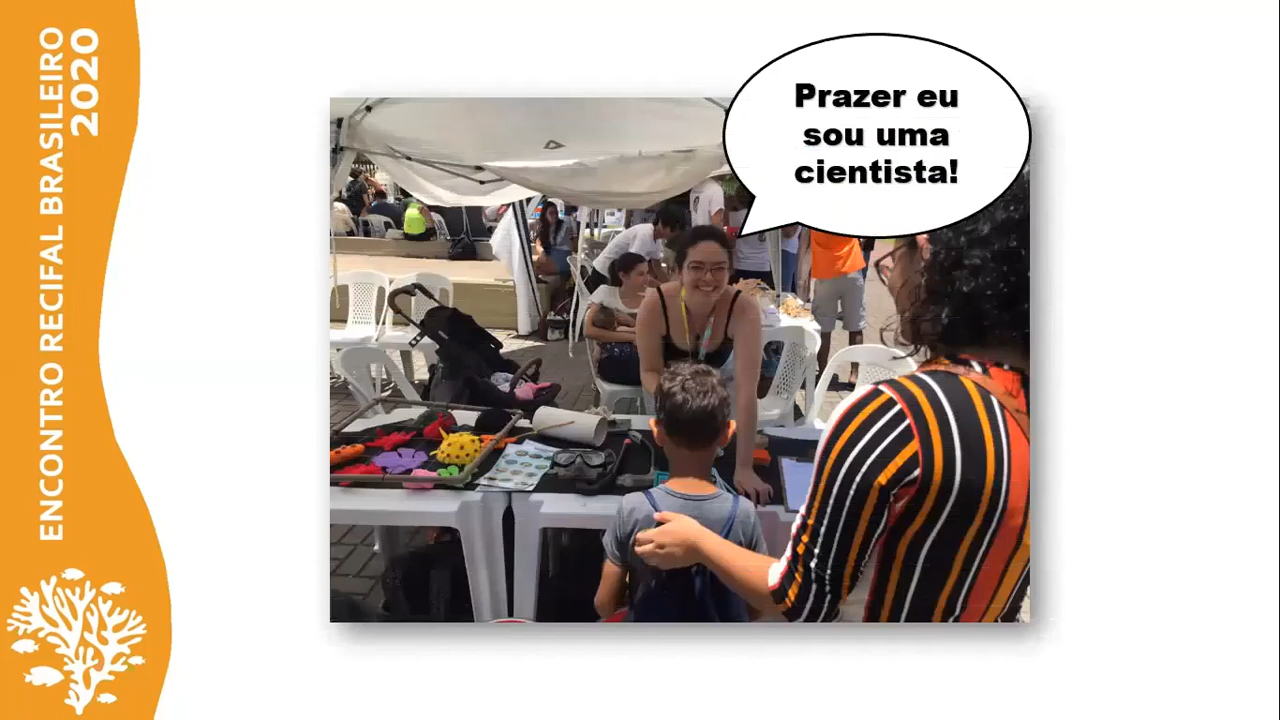 ENCONTRO RECIFAL BRASILEIRO
2020
Prazer eu
sou uma
cientista!